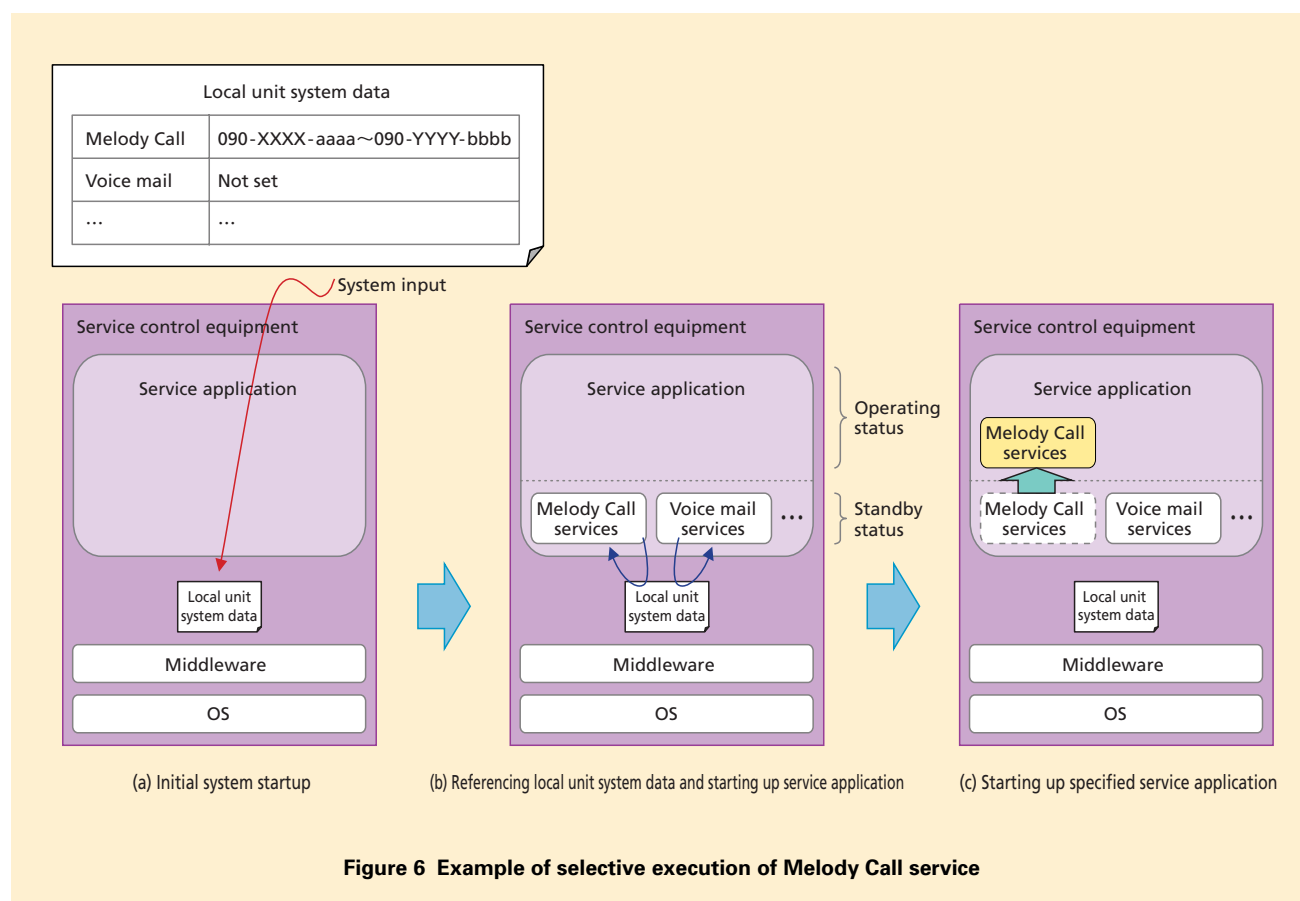 Local unit system data
Melody Call 090-XXXX-aaaa～090-YYYY-bbbb
Voice mail Not set
… …
System input
Service control equipment
Service application
Local unit
system data
Middleware
OS
(a) Initial system startup
Service control equipment
Service application
Operating
status
Melody Call
services
Voice mail
services
…
Standby
status
Local unit
system data
Middleware
OS
(b) Referencing local unit system data and starting up service application
Service control equipment
Service application
Melody Call
services
Melody Call
services
Voice mail
services
…
Local unit
system data
Middleware
OS
(c) Starting up specified service application
Figure 6 Example of selective execution of Melody Call service